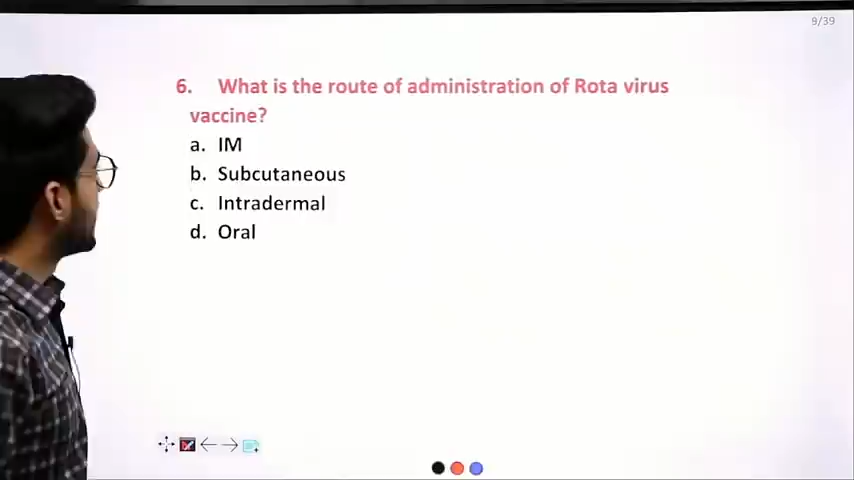 9/39
6. What is the route of administration of Rota virus
vaccine?
a. IM
b. Subcutaneous
c. Intradermal
d. Oral